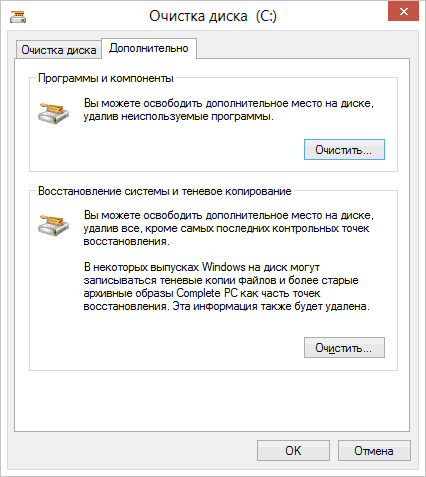 Очистка диска (C:)
Очистка диска
Дополнительно
Программы и компоненты
Вы можете освободить дополнительное место на диске,
удалив неиспользуемые программы.
Очистить...
Восстановление системы и теневое копирование
Вы можете освободить дополнительное место на диске,
удалив все, кроме самых последних контрольных точек
восстановления.
В некоторых выпусках Windows на диск могут
записываться теневые копии файлов и более старые
архивные образы Complete PC как часть точек
восстановления. Эта информация также будет удалена.
Очистить...
OK
Отмена